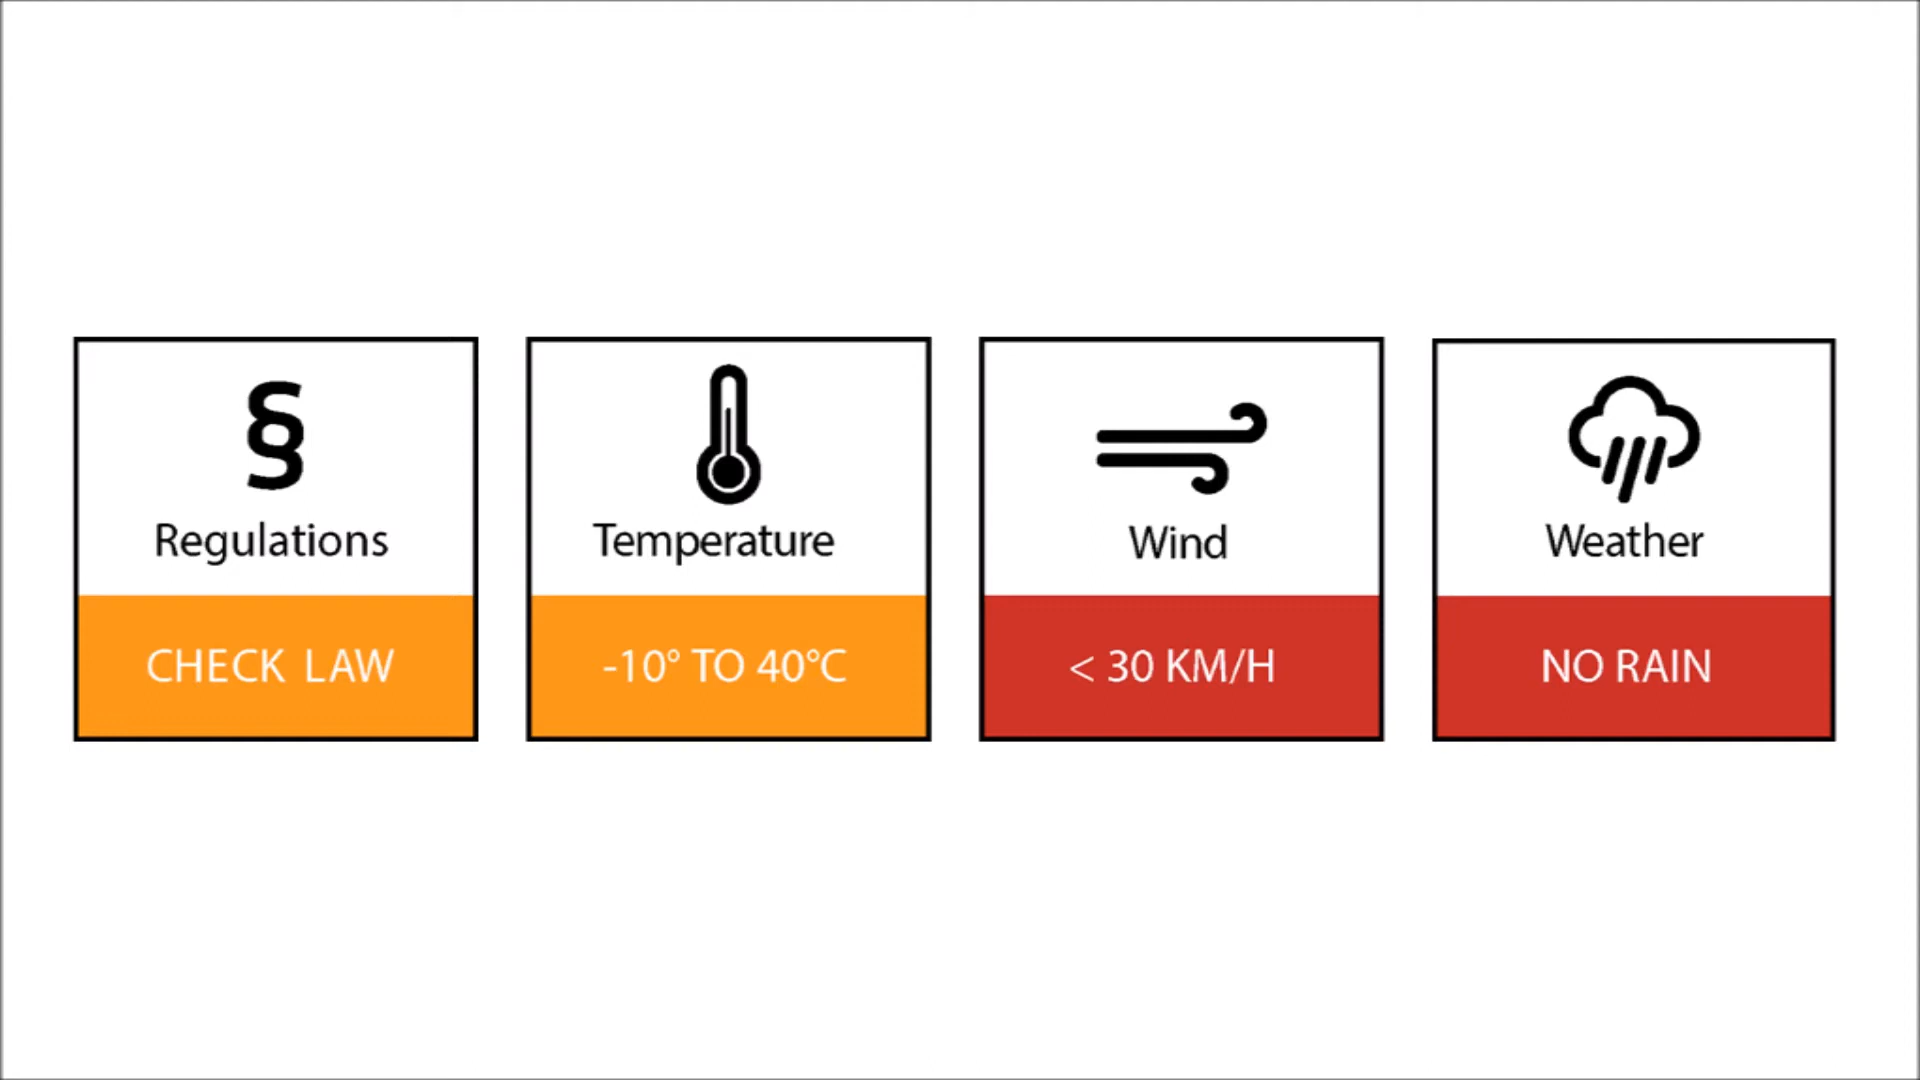 §
Regulations
CHECK LAW
Temperature
-10° TO 40°C
Wind
< 30 KM/H
Weather
NO RAIN